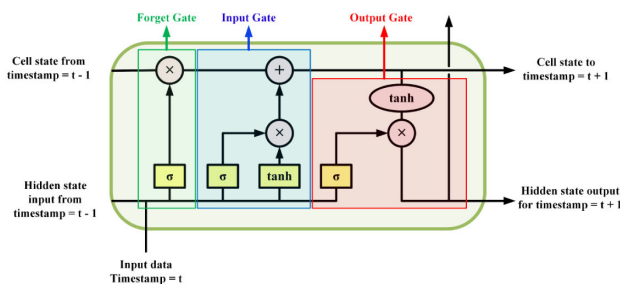 Forget Gate
Input Gate
Output Gate
Cell state from
timestamp = t - 1
×
+
Cell state to
timestamp = t + 1
tanh
×
×
σ
σ
tanh
σ
Hidden state
input from
timestamp = t - 1
Hidden state output
for timestamp = t + 1
Input data
Timestamp = t